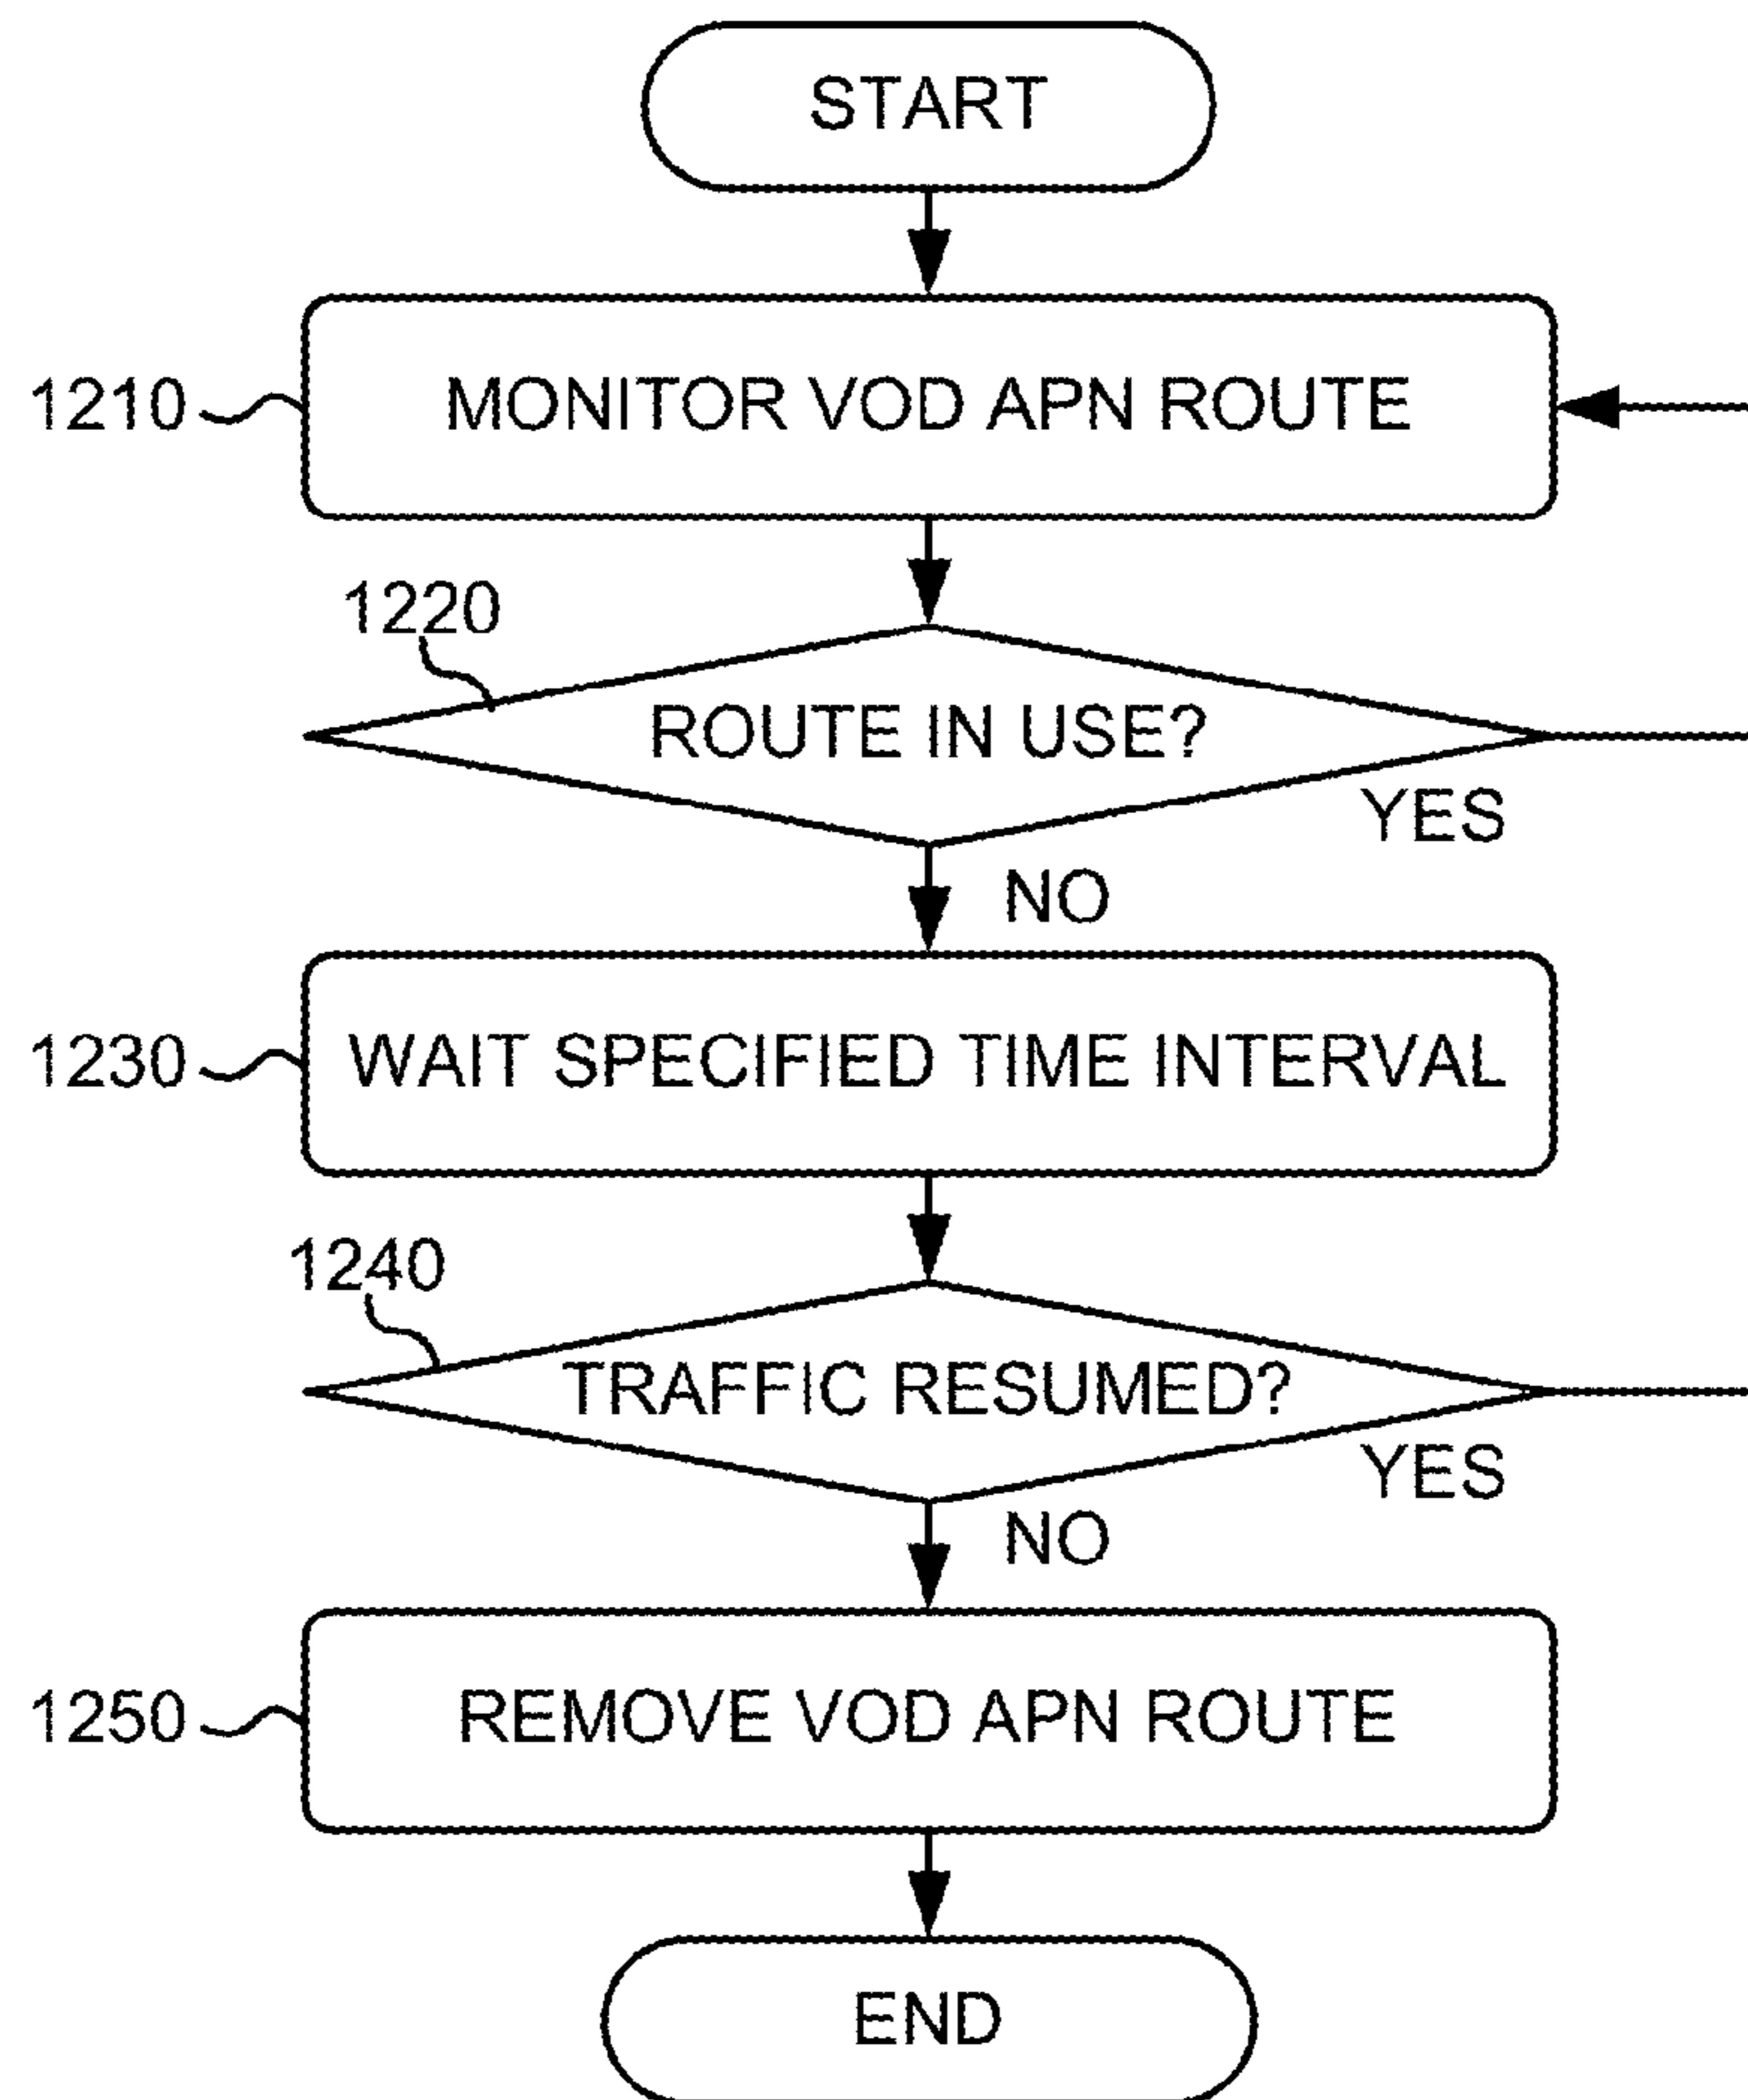 START
1210
MONITOR VOD APN ROUTE
1220
ROUTE IN USE?
YES
NO
1230
WAIT SPECIFIED TIME INTERVAL
1240
TRAFFIC RESUMED?
YES
NO
1250
REMOVE VOD APN ROUTE
END